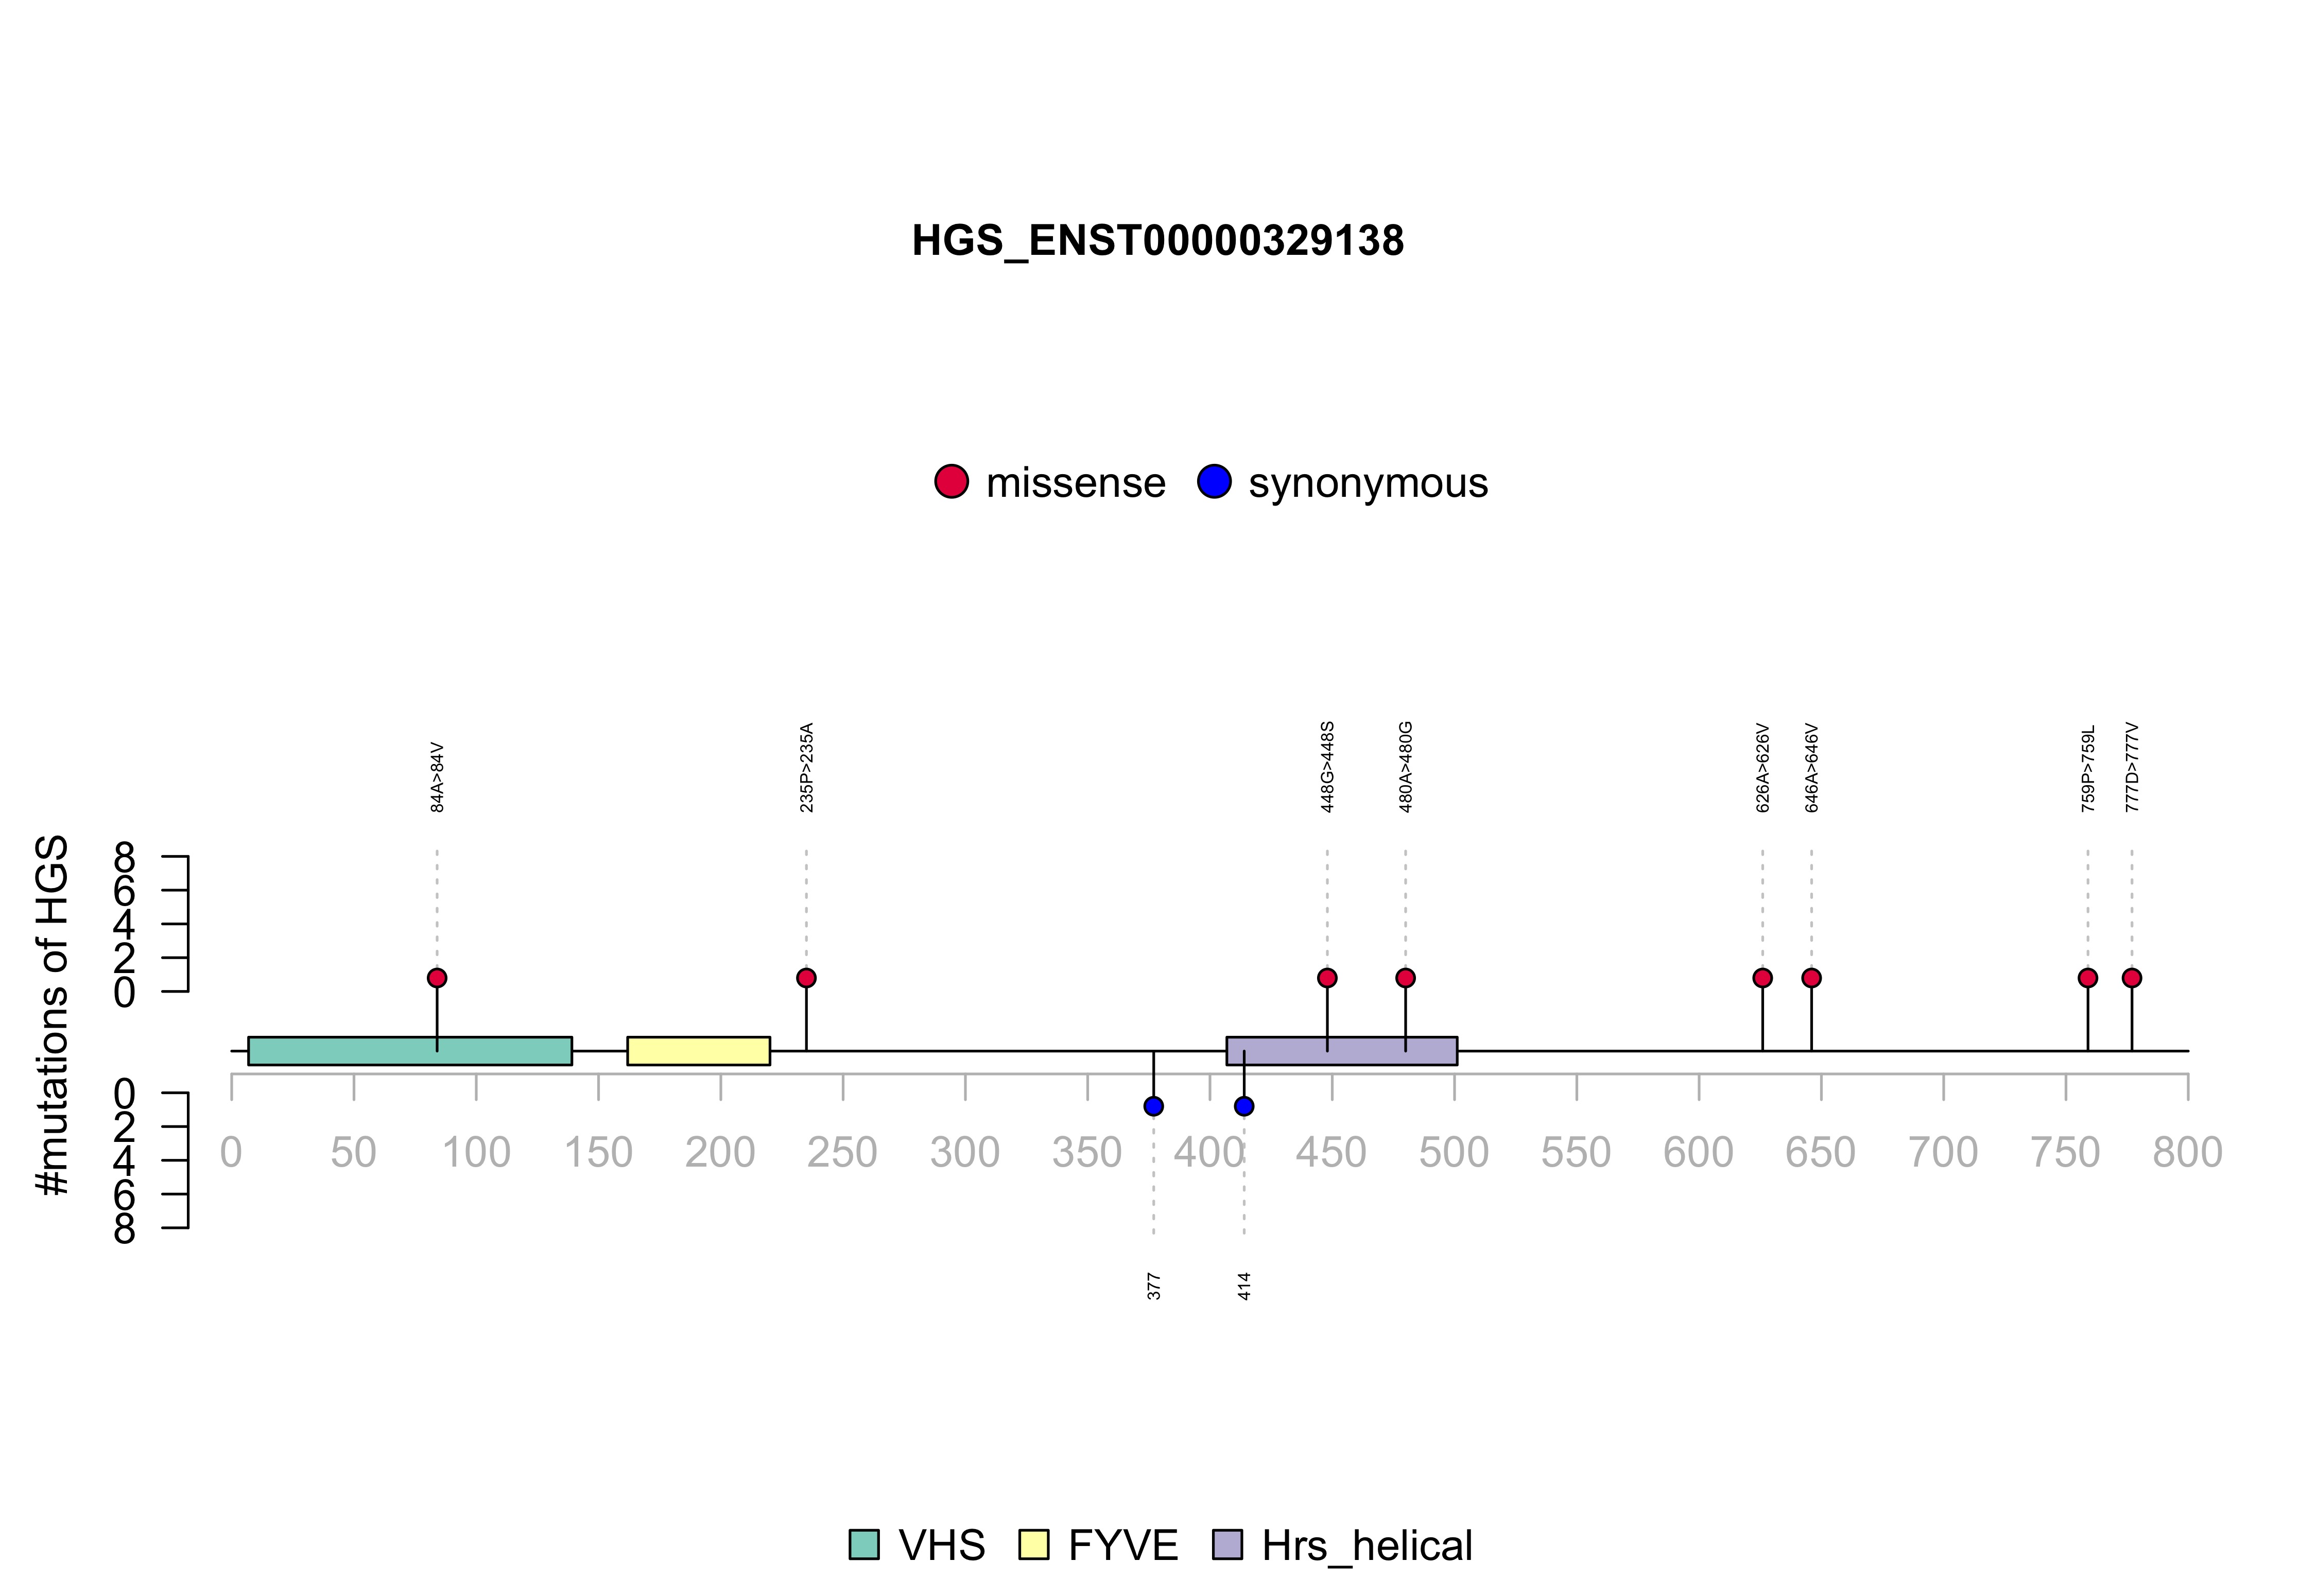 HGS_ENST00000329138
missense synonymous
84A>84V 235P>235A 448G>448S 480A>480G 626A>626V 646A>646V 759P>759L 777D>777V
#mutations of HGS
8
6
4
2
0
0
2
4
6
8
0 50 100 150 200 250 300 350 400 450 500 550 600 650 700 750 800
377 414
VHS FYVE Hrs_helical